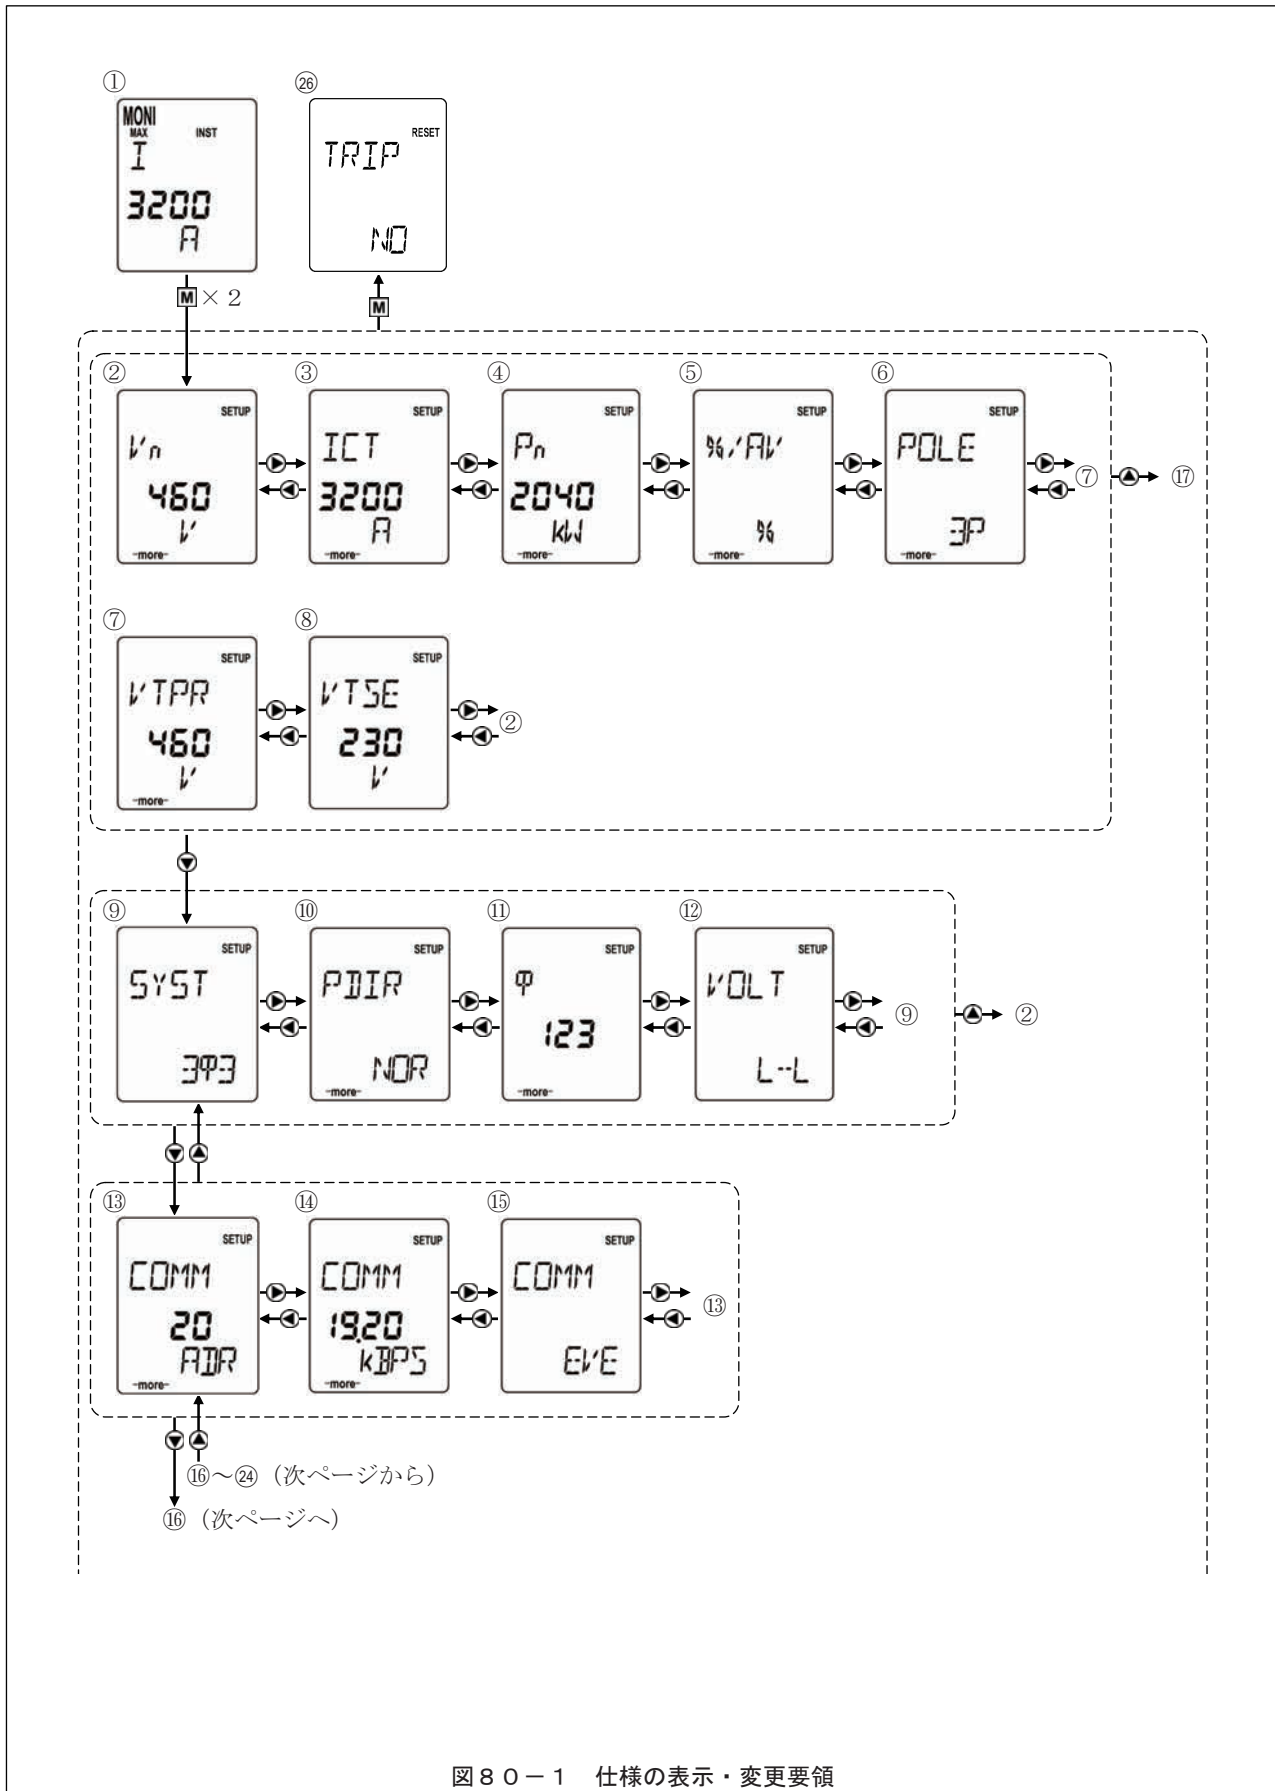 ① ㉖
MONI
MAX INST
I
3200
A
RESET
TRIP
NO
M × 2
M
② ③ ④ ⑤ ⑥
SETUP
Vn
460
V
-more-
SETUP
ICT
3200
A
-more-
SETUP
Pn
2040
kW
-more-
SETUP
%/AV
%
-more-
SETUP
POLE
3P
-more-
⑦
⑰
⑦ ⑧
SETUP
VTPR
460
V
-more-
SETUP
VTSE
230
V
②
⑨ ⑩ ⑪ ⑫
SETUP
SYST
3φ3
SETUP
PDIR
NOR
-more-
SETUP
φ
123
-more-
SETUP
VOLT
L--L
⑨
②
⑬ ⑭ ⑮
SETUP
COMM
20
ADR
-more-
SETUP
COMM
19.20
kBPS
-more-
SETUP
COMM
EVE
⑬
⑯～㉔（次ページから）
⑯（次ページへ）
図８０－１　仕様の表示・変更要領